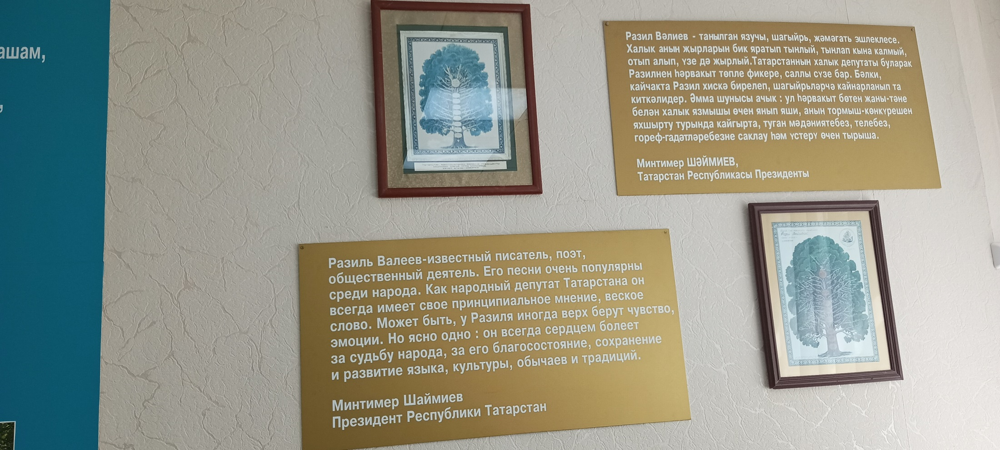 ашам,
Разил Вәлиев - танылган язучы, шагыйрь, җәмәгать эшлеклесе.
Халык анын җырларын бик яратып тынлый, тынлап кына калмый,
отып алып, үзе дә җырлый.Татарстаннын халык депутаты буларак
Разилнен һәрвакыт төпле фикере, саллы сүзе бар. Бәлки,
кайчакта Разил хискә бирелеп, шагыйрьләрчә кайнарланып та
киткәлидер. Әмма шунысы ачык : ул һәрвакыт бөтен җаны-тәне
белән халык язмышы өчен янып яши, анын тормыш-көнкүрешен
яхшырту турында кайгырта, туган мәдәниятебез, телебез,
гореф-гадәтләребезне саклау һәм үстерү өчен тырыша.
Минтимер ШӘЙМИЕВ,
Татарстан Республикасы Президенты
Разиль Валеев-известный писатель, поэт,
общественный деятель. Его песни очень популярны
среди народа. Как народный депутат Татарстана он
всегда имеет свое принципиальное мнение, веское
слово. Может быть, у Разиля иногда верх берут чувство,
эмоции. Но ясно одно : он всегда сердцем болеет
за судьбу народа, за его благосостояние, сохранение
и развитие языка, культуры, обычаев и традиций.
Минтимер Шаймиев
Президент Республики Татарстан